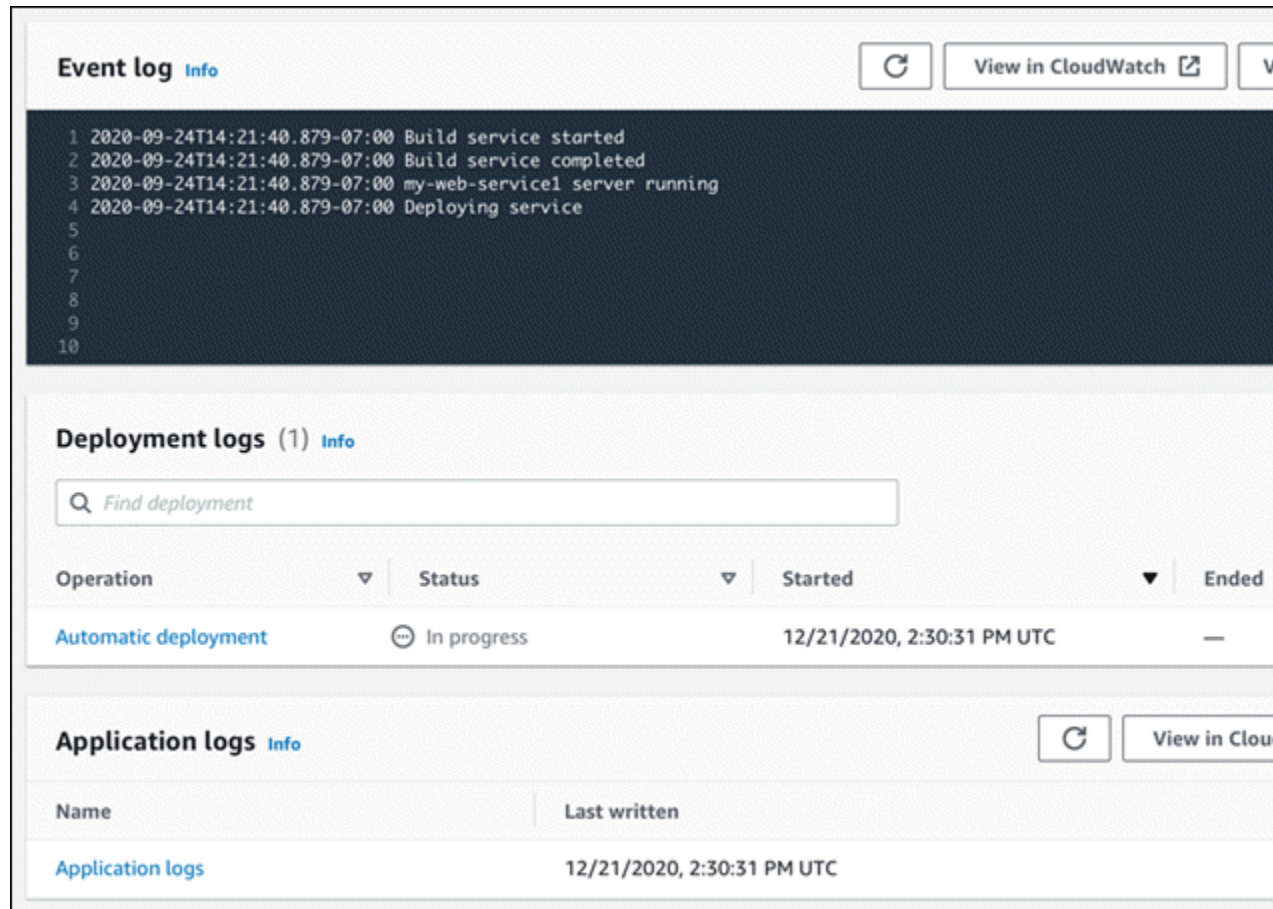 Event log Info
View in CloudWatch
1 2020-09-24T14:21:40.879-07:00 Build service started
2 2020-09-24T14:21:40.879-07:00 Build service completed
3 2020-09-24T14:21:40.879-07:00 my-web-service1 server running
4 2020-09-24T14:21:40.879-07:00 Deploying service
5
6
7
8
9
10
Deployment logs (1) Info
Find deployment
Operation Status Started Ended
Automatic deployment In progress 12/21/2020, 2:30:31 PM UTC —
Application logs Info
View in Clou
Name Last written
Application logs 12/21/2020, 2:30:31 PM UTC